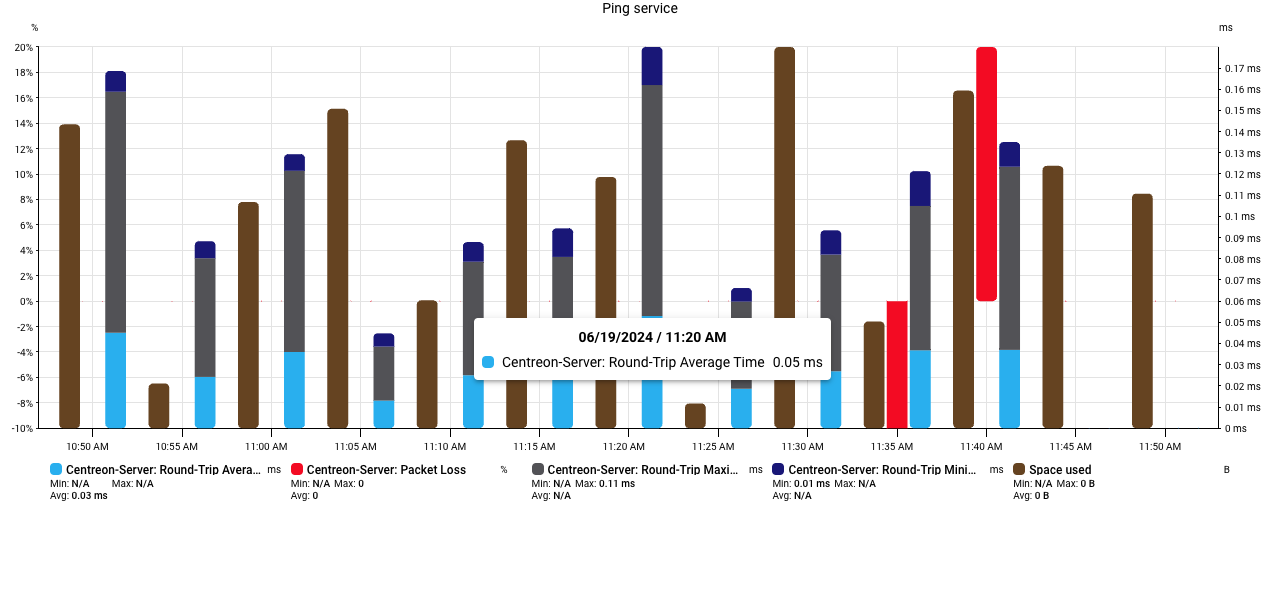 Ping service
%
ms
20%
18%
16%
14%
12%
10%
8%
6%
4%
2%
0%
-2%
-4%
-6%
-8%
-10%
0.17 ms
0.16 ms
0.15 ms
0.14 ms
0.13 ms
0.12 ms
0.11 ms
0.1 ms
0.09 ms
0.08 ms
0.07 ms
0.06 ms
0.05 ms
0.04 ms
0.03 ms
0.02 ms
0.01 ms
0 ms
06/19/2024 / 11:20 AM
Centreon-Server: Round-Trip Average Time 0.05 ms
10:50 AM 10:55 AM 11:00 AM 11:05 AM 11:10 AM 11:15 AM 11:20 AM 11:25 AM 11:30 AM 11:35 AM 11:40 AM 11:45 AM 11:50 AM
Centreon-Server: Round-Trip Avera... ms
Min: N/A Max: N/A
Avg: 0.03 ms
Centreon-Server: Packet Loss %
Min: N/A Max: 0
Avg: 0
Centreon-Server: Round-Trip Maxi... ms
Min: N/A Max: 0.11 ms
Avg: N/A
Centreon-Server: Round-Trip Mini... ms
Min: 0.01 ms Max: N/A
Avg: N/A
Space used B
Min: N/A Max: 0 B
Avg: 0 B